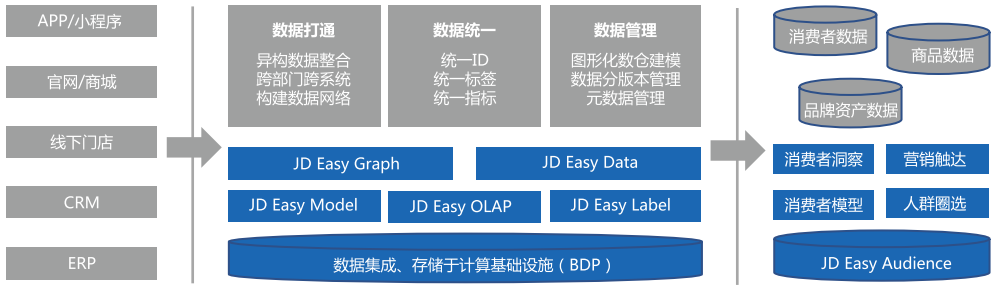 APP/小程序
官网/商城
线下门店
CRM
ERP
数据打通
异构数据整合
跨部门跨系统
构建数据网络
数据统一
统一ID
统一标签
统一指标
数据管理
图形化数仓建模
数据分版本管理
元数据管理
JD Easy Graph
JD Easy Data
JD Easy Model
JD Easy OLAP
JD Easy Label
数据集成、存储于计算基础设施（BDP）
消费者数据
商品数据
品牌资产数据
消费者洞察
营销触达
消费者模型
人群圈选
JD Easy Audience